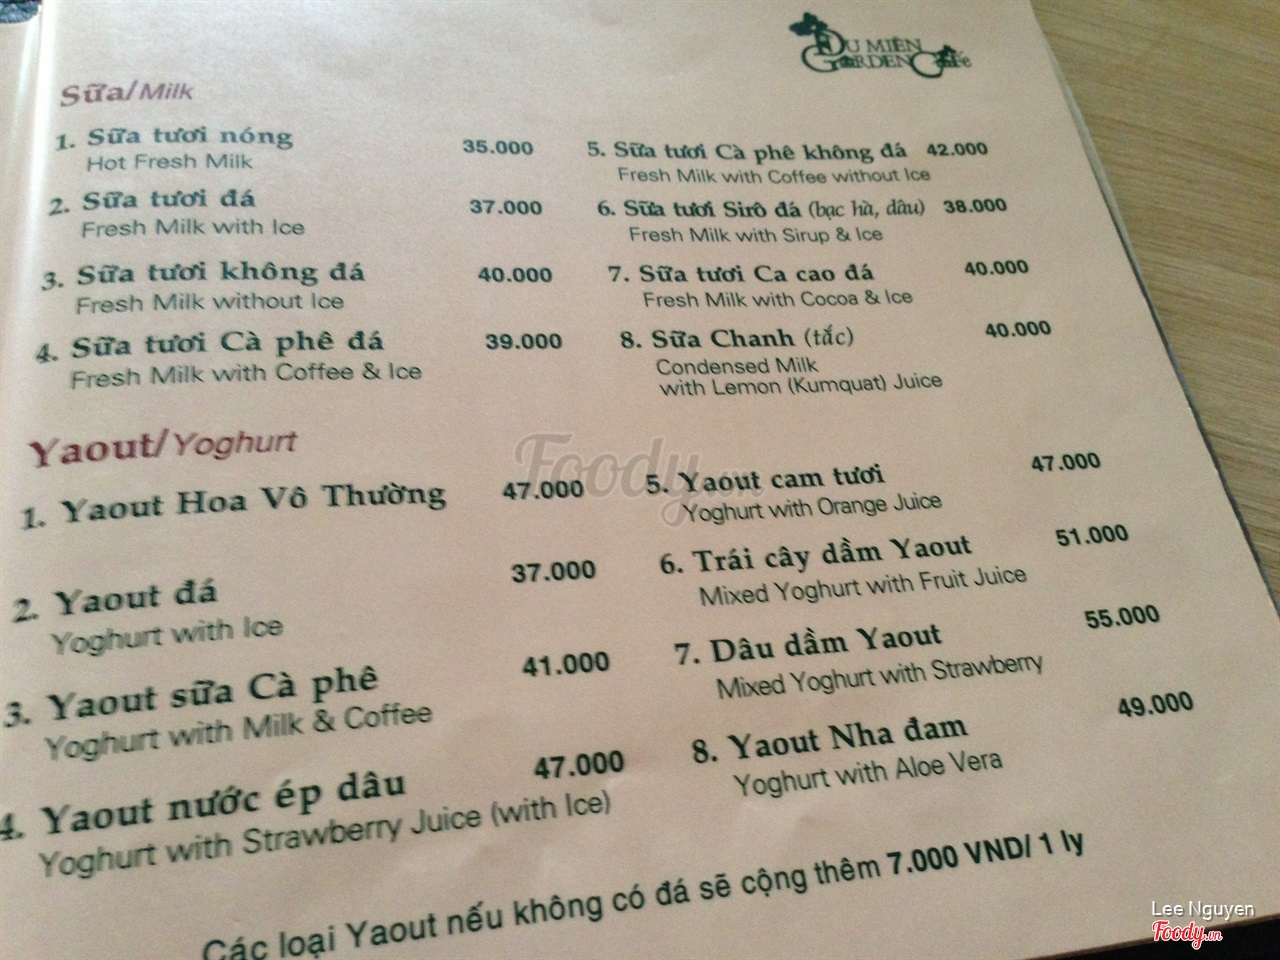 DU MIÊN
GARDEN Cafe
Sữa/Milk
1. Sữa tươi nóng 35.000
Hot Fresh Milk
2. Sữa tươi đá 37.000
Fresh Milk with Ice
3. Sữa tươi không đá 40.000
Fresh Milk without Ice
4. Sữa tươi Cà phê đá 39.000
Fresh Milk with Coffee & Ice
5. Sữa tươi Cà phê không đá 42.000
Fresh Milk with Coffee without Ice
6. Sữa tươi Sirô đá (bạc hà, dâu) 38.000
Fresh Milk with Sirup & Ice
7. Sữa tươi Ca cao đá 40.000
Fresh Milk with Cocoa & Ice
8. Sữa Chanh (tắc) 40.000
Condensed Milk
with Lemon (Kumquat) Juice
Yaout/Yoghurt
1. Yaout Hoa Vô Thường 47.000
2. Yaout đá 37.000
Yoghurt with Ice
3. Yaout sữa Cà phê 41.000
Yoghurt with Milk & Coffee
4. Yaout nước ép dâu 47.000
Yoghurt with Strawberry Juice (with Ice)
5. Yaout cam tươi 47.000
Yoghurt with Orange Juice
6. Trái cây dầm Yaout 51.000
Mixed Yoghurt with Fruit Juice
7. Dâu dầm Yaout 55.000
Mixed Yoghurt with Strawberry
8. Yaout Nha đam 49.000
Yoghurt with Aloe Vera
Các loại Yaout nếu không có đá sẽ cộng thêm 7.000 VND/ 1 ly
Foody.vn
Lee Nguyen
Foody.vn